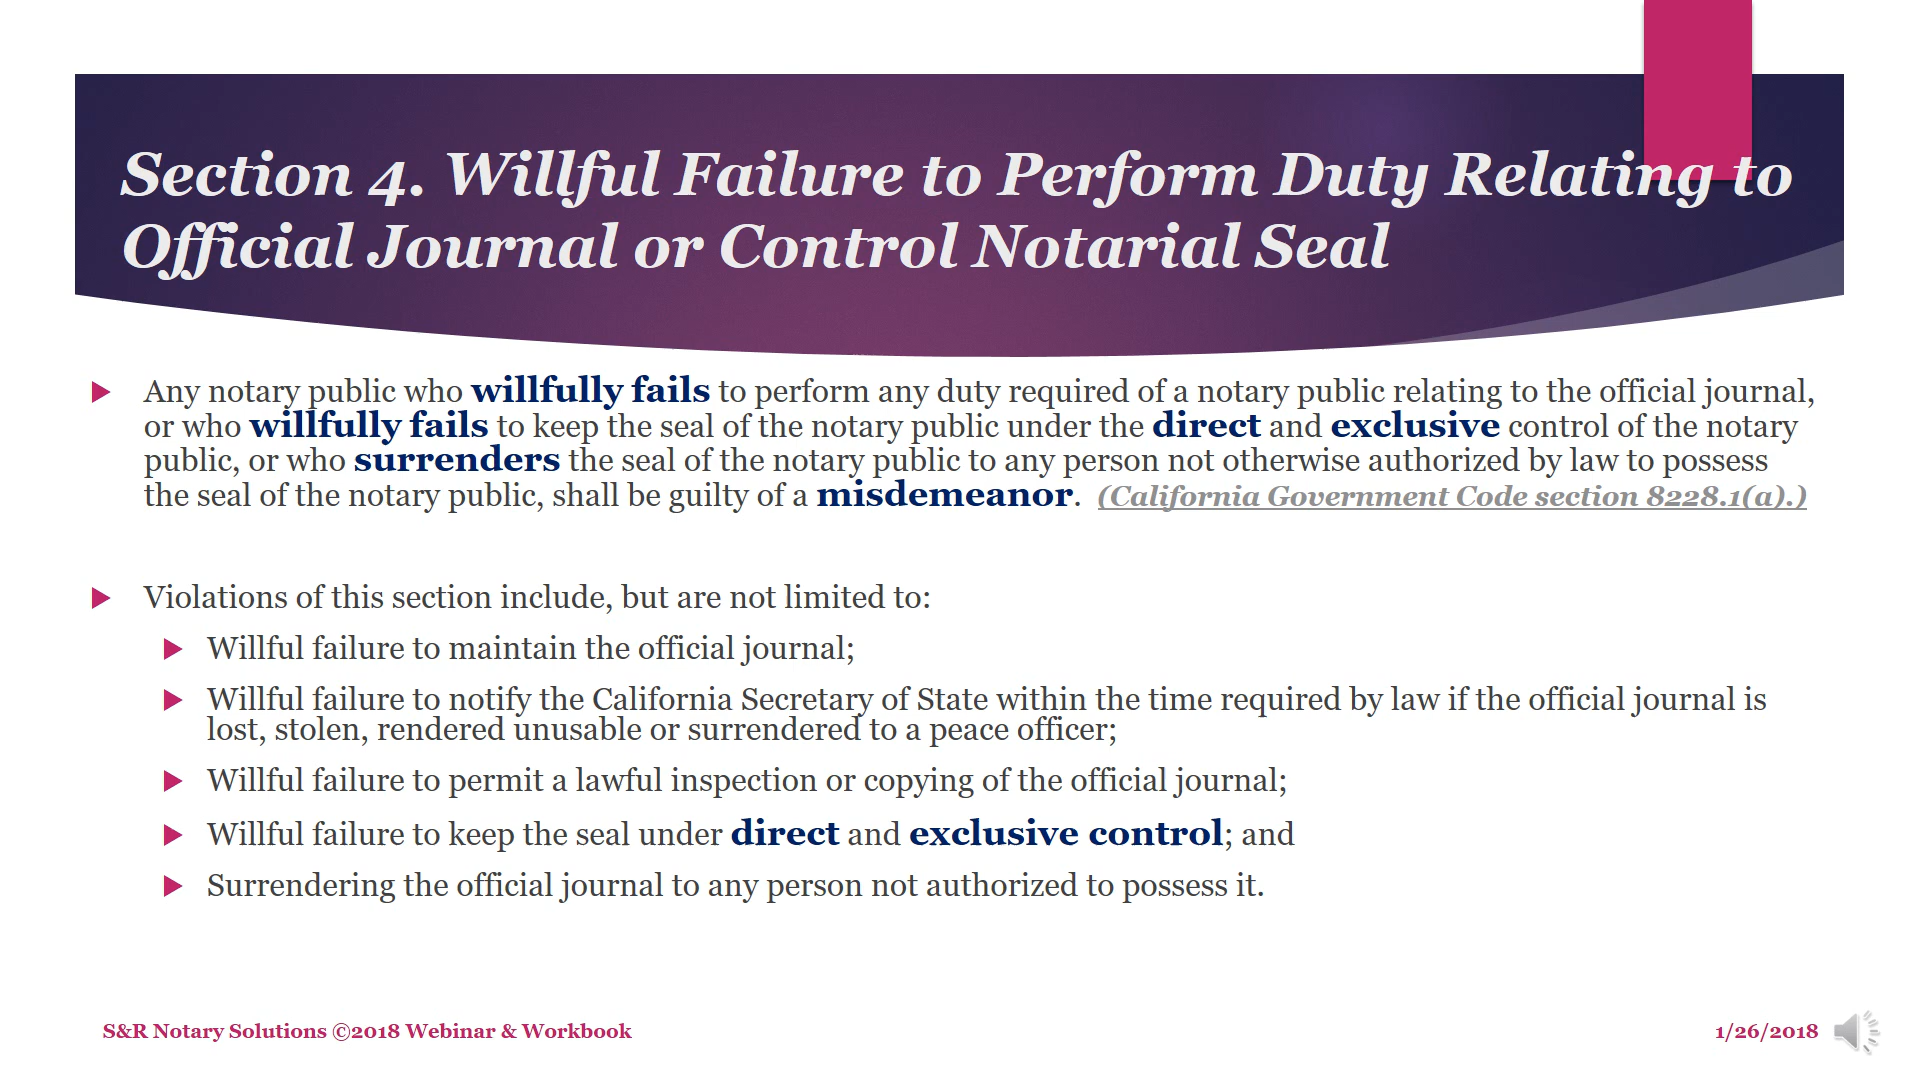 Section 4. Willful Failure to Perform Duty Relating to
Official Journal or Control Notarial Seal
Any notary public who willfully fails to perform any duty required of a notary public relating to the official journal,
or who willfully fails to keep the seal of the notary public under the direct and exclusive control of the notary
public, or who surrenders the seal of the notary public to any person not otherwise authorized by law to possess
the seal of the notary public, shall be guilty of a misdemeanor. (California Government Code section 8228.1(a).)
Violations of this section include, but are not limited to:
Willful failure to maintain the official journal;
Willful failure to notify the California Secretary of State within the time required by law if the official journal is
lost, stolen, rendered unusable or surrendered to a peace officer;
Willful failure to permit a lawful inspection or copying of the official journal;
Willful failure to keep the seal under direct and exclusive control; and
Surrendering the official journal to any person not authorized to possess it.
S&R Notary Solutions ©2018 Webinar & Workbook
1/26/2018